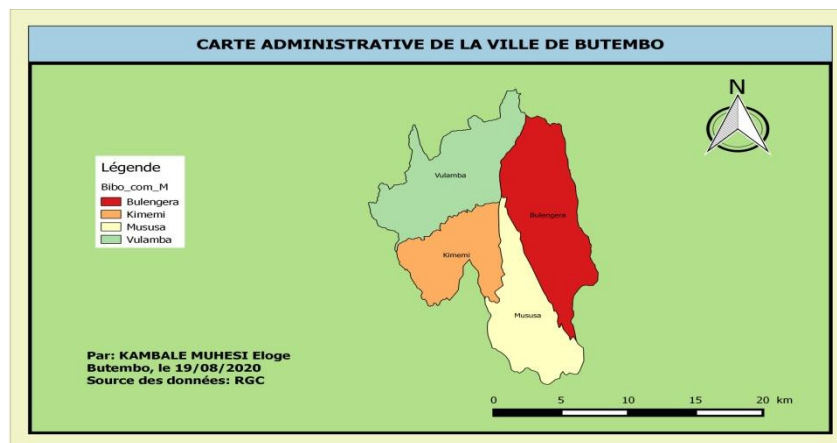 CARTE ADMINISTRATIVE DE LA VILLE DE BUTEMBO
N
Légende
Bibo_com_M
Bulengera
Kimemi
Mususa
Vulamba
Vulamba
Bulengera
Kimemi
Mususa
Par: KAMBALE MUHESI Eloge
Butembo, le 19/08/2020
Source des données: RGC
0 5 10 15 20 km